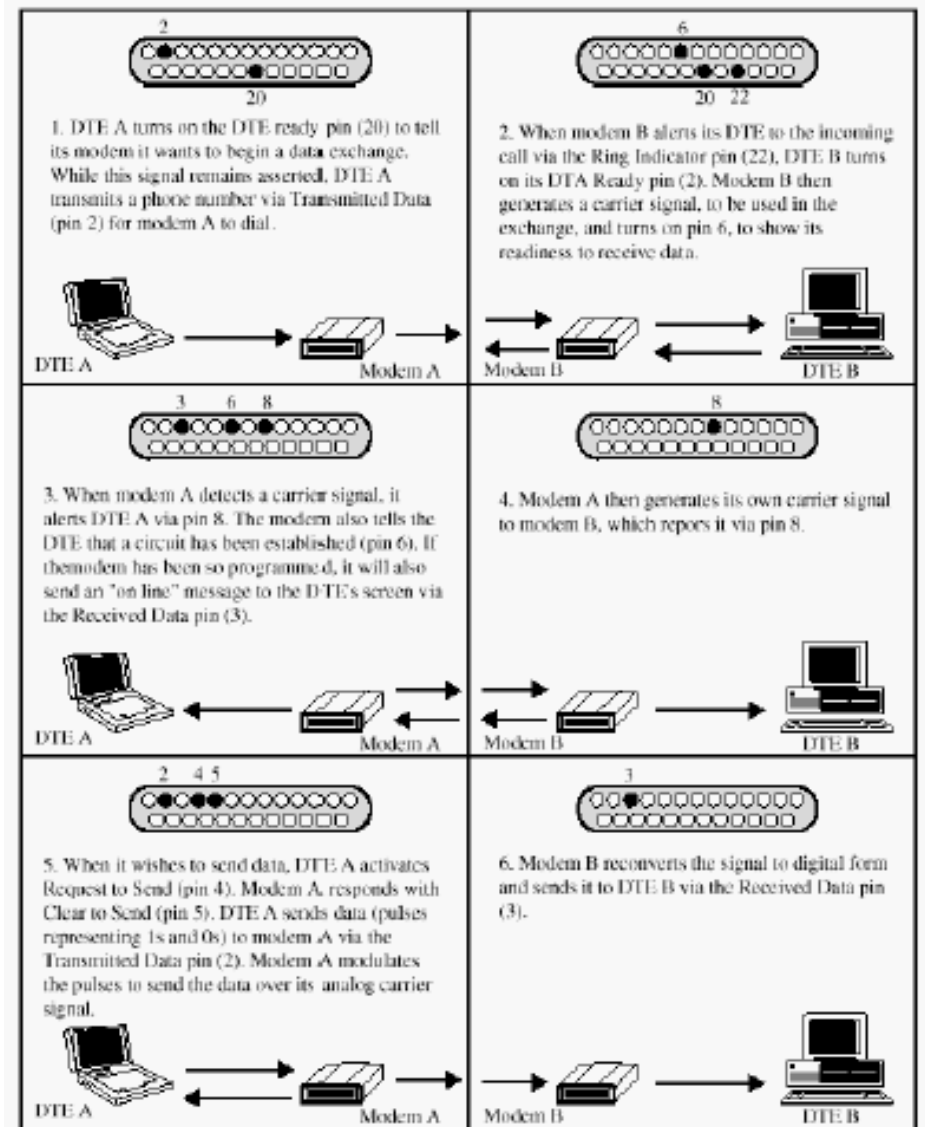 2
20
1. DTE A turns on the DTE ready pin (20) to tell
its modem it wants to begin a data exchange.
While this signal remains asserted, DTE A
transmits a phone number via Transmitted Data
(pin 2) for modem A to dial.
DTE A
Modem A
6
20 22
2. When modem B alerts its DTE to the incoming
call via the Ring Indicator pin (22), DTE B turns
on its DTA Ready pin (2). Modem B then
generates a carrier signal, to be used in the
exchange, and turns on pin 6, to show its
readiness to receive data.
Modem B
DTE B
3 6 8
3. When modem A detects a carrier signal, it
alerts DTE A via pin 8. The modem also tells the
DTE that a circuit has been established (pin 6). If
themodem has been so programmed, it will also
send an "on line" message to the DTE's screen via
the Received Data pin (3).
DTE A
Modem A
8
4. Modem A then generates its own carrier signal
to modem B, which repors it via pin 8.
Modem B
DTE B
2 4 5
5. When it wishes to send data, DTE A activates
Request to Send (pin 4). Modem A responds with
Clear to Send (pin 5). DTE A sends data (pulses
representing 1s and 0s) to modem A via the
Transmitted Data pin (2). Modem A modulates
the pulses to send the data over its analog carrier
signal.
DTE A
Modem A
3
6. Modem B reconverts the signal to digital form
and sends it to DTE B via the Received Data pin
(3).
Modem B
DTE B